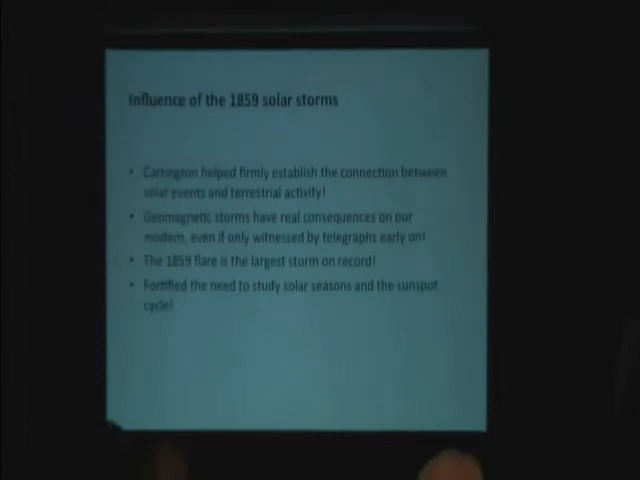 Influence of the 1859 solar storms
• Carrington helped firmly establish the connection between
solar events and terrestrial activity!
• Geomagnetic storms have real consequences on our
modern, even if only witnessed by telegraphs early on!
• The 1859 flare is the largest storm on record!
• Fortified the need to study solar seasons and the sunspot
cycle!